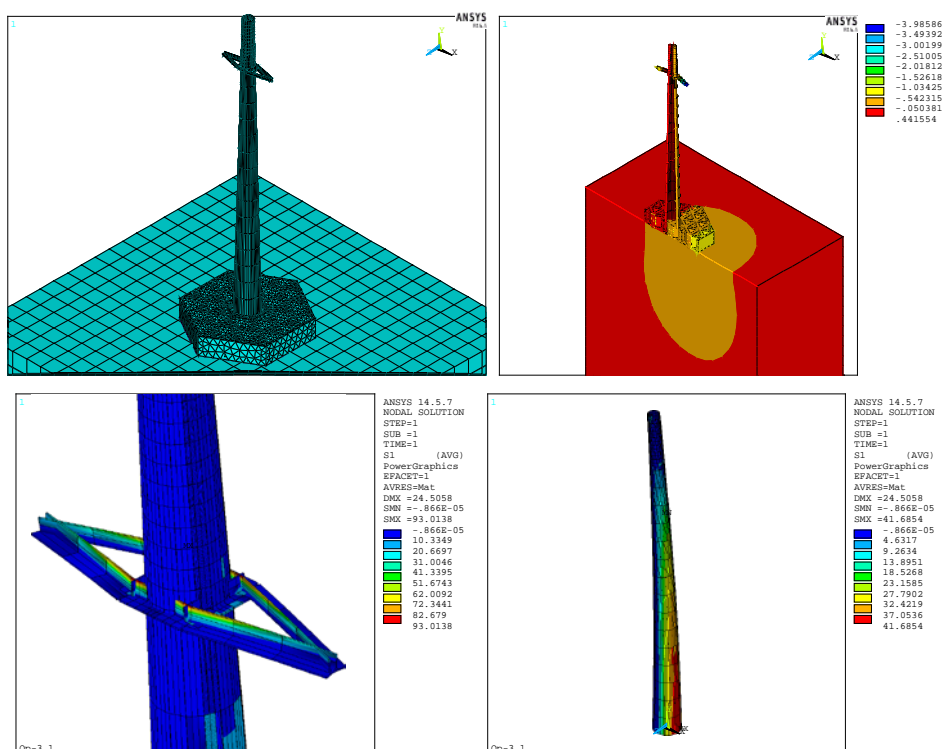 1
ANSYS
R14.5
X
1
ANSYS
R14.5
X
-3.98586
-3.49392
-3.00199
-2.51005
-2.01812
-1.52618
-1.03425
-.542315
-.050381
.441554
1
ANSYS 14.5.7
NODAL SOLUTION
STEP=1
SUB =1
TIME=1
S1 (AVG)
PowerGraphics
EFACET=1
AVRES=Mat
DMX =24.5058
SMN =-.866E-05
SMX =93.0138
-.866E-05
10.3349
20.6697
31.0046
41.3395
51.6743
62.0092
72.3441
82.679
93.0138
1
ANSYS 14.5.7
NODAL SOLUTION
STEP=1
SUB =1
TIME=1
S1 (AVG)
PowerGraphics
EFACET=1
AVRES=Mat
DMX =24.5058
SMN =-.866E-05
SMX =41.6854
-.866E-05
4.6317
9.2634
13.8951
18.5268
23.1585
27.7902
32.4219
37.0536
41.6854